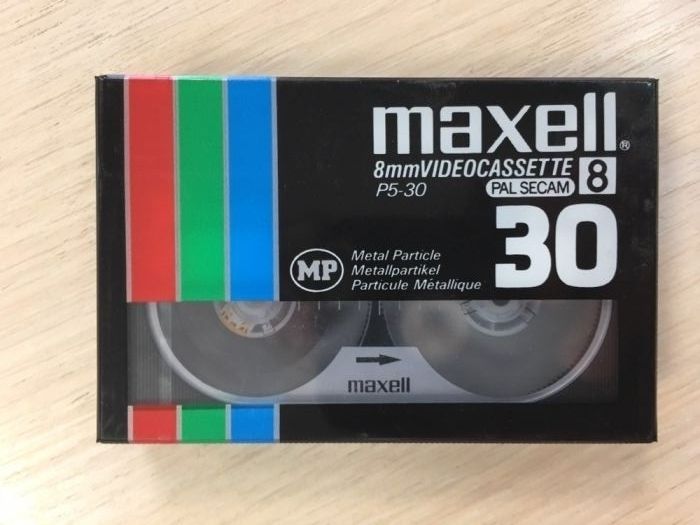 maxell®
8mmVIDEOCASSETTE
P5-30
PAL SECAM
8
30
MP
Metal Particle
Metallpartikel
Particule Métallique
maxell